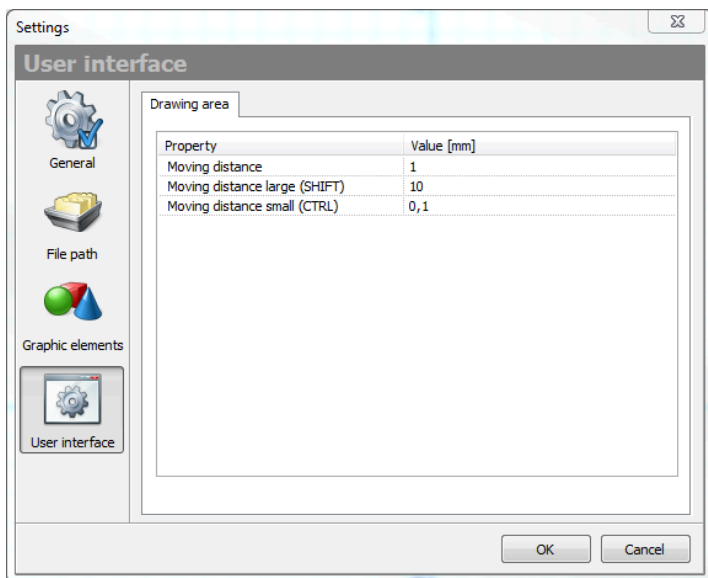 Settings
User interface
General
File path
Graphic elements
User interface
Drawing area
Property Value [mm]
Moving distance 1
Moving distance large (SHIFT) 10
Moving distance small (CTRL) 0,1
OK Cancel